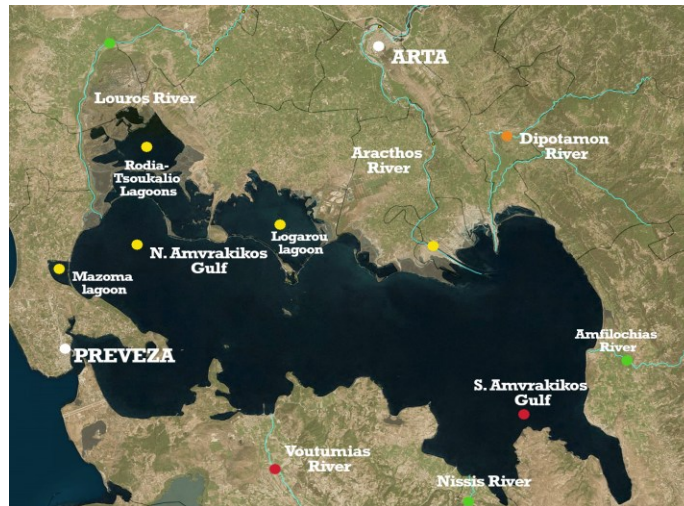 ARTA
Louros River
Dipotamon
River
Aracthos
River
Rodia-
Tsoukalio
Lagoons
Logarou
lagoon
N. Amvrakikos
Gulf
Mazoma
lagoon
Amfilochias
River
PREVEZA
S. Amvrakikos
Gulf
Voutumias
River
Nissis River